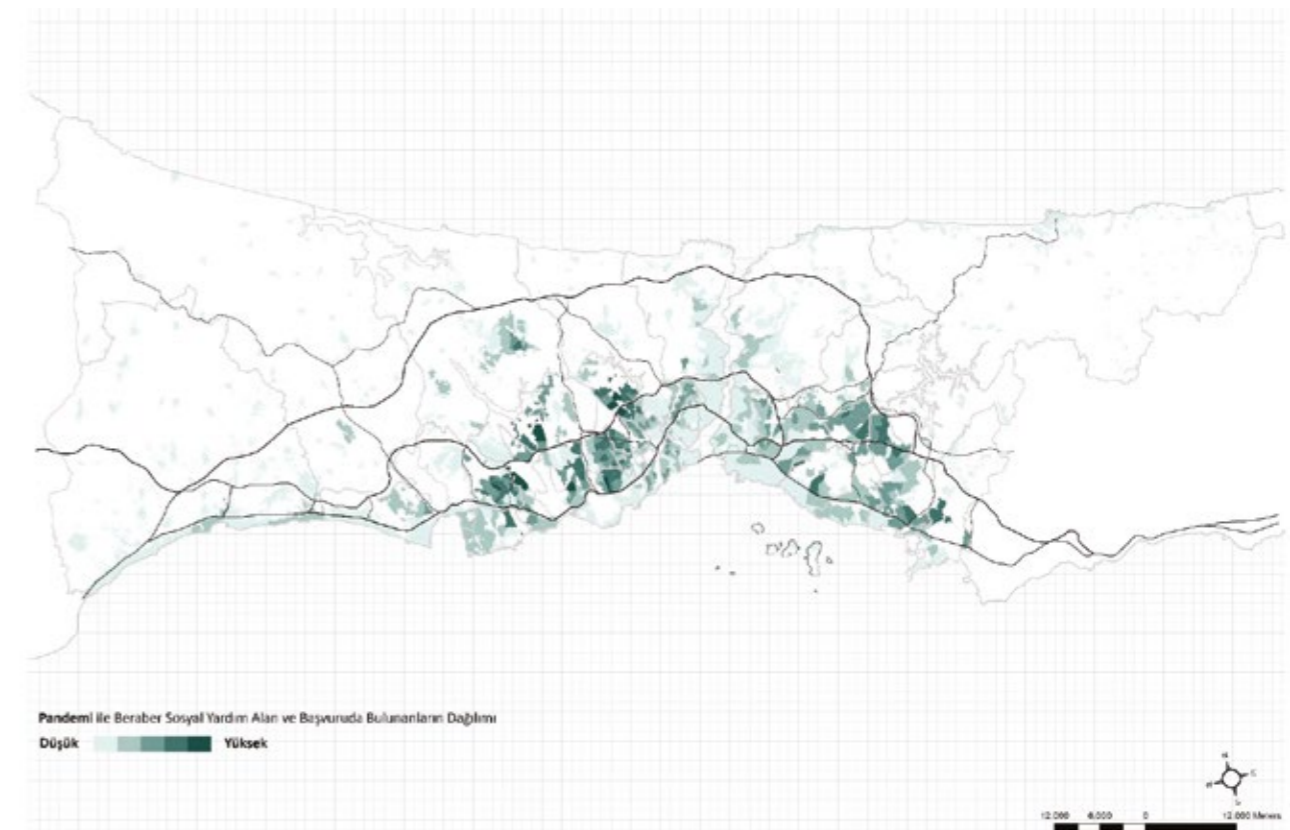 Pandemi ile Beraber Sosyal Yardım Alan ve Başvuruda Bulunanların Dağılımı
Düşük Yüksek
12.000 6.000 0 12.000 Meters